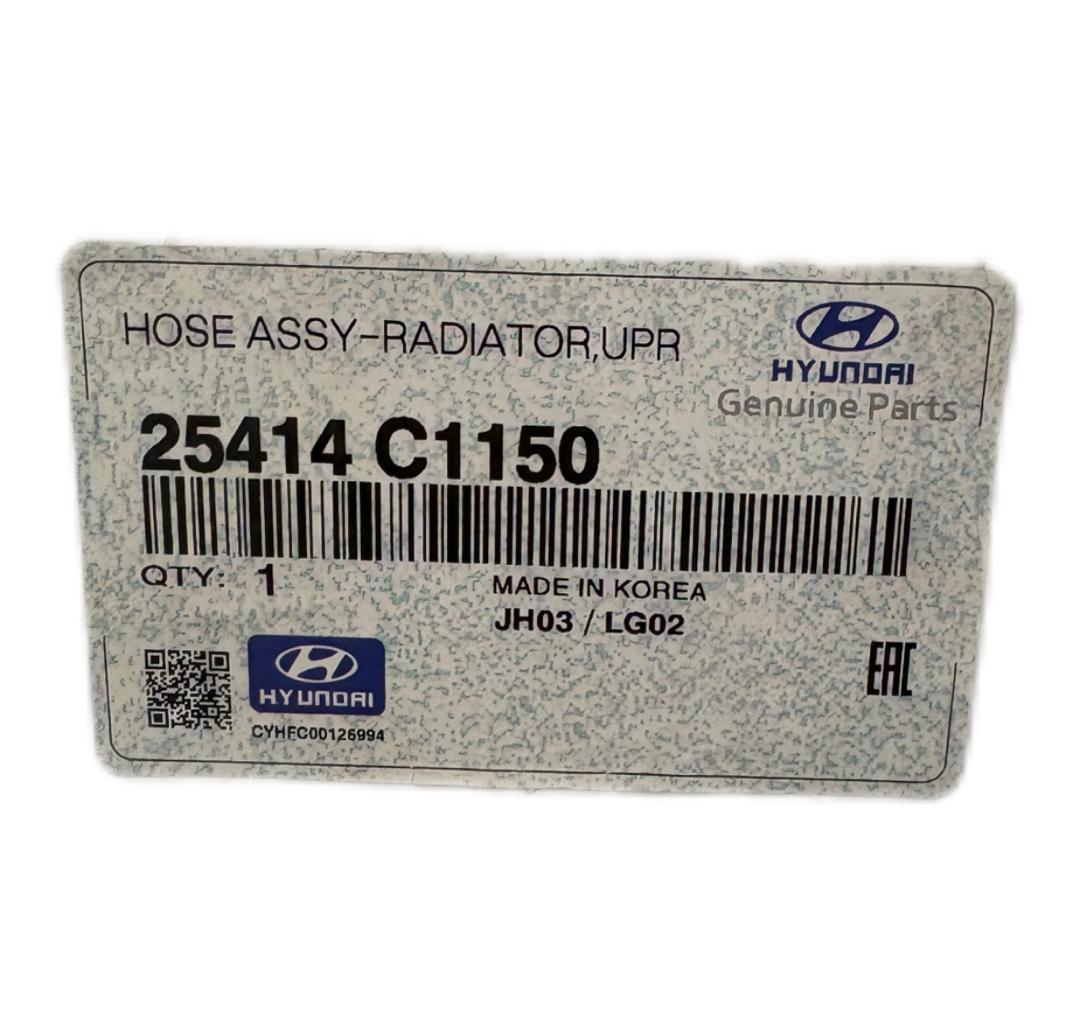 HOSE ASSY-RADIATOR,UPR
HYUNDAI
Genuine Parts
25414 C1150
QTY: 1
MADE IN KOREA
JH03 / LG02
HYUNDAI
CYHFC00126994
EAC